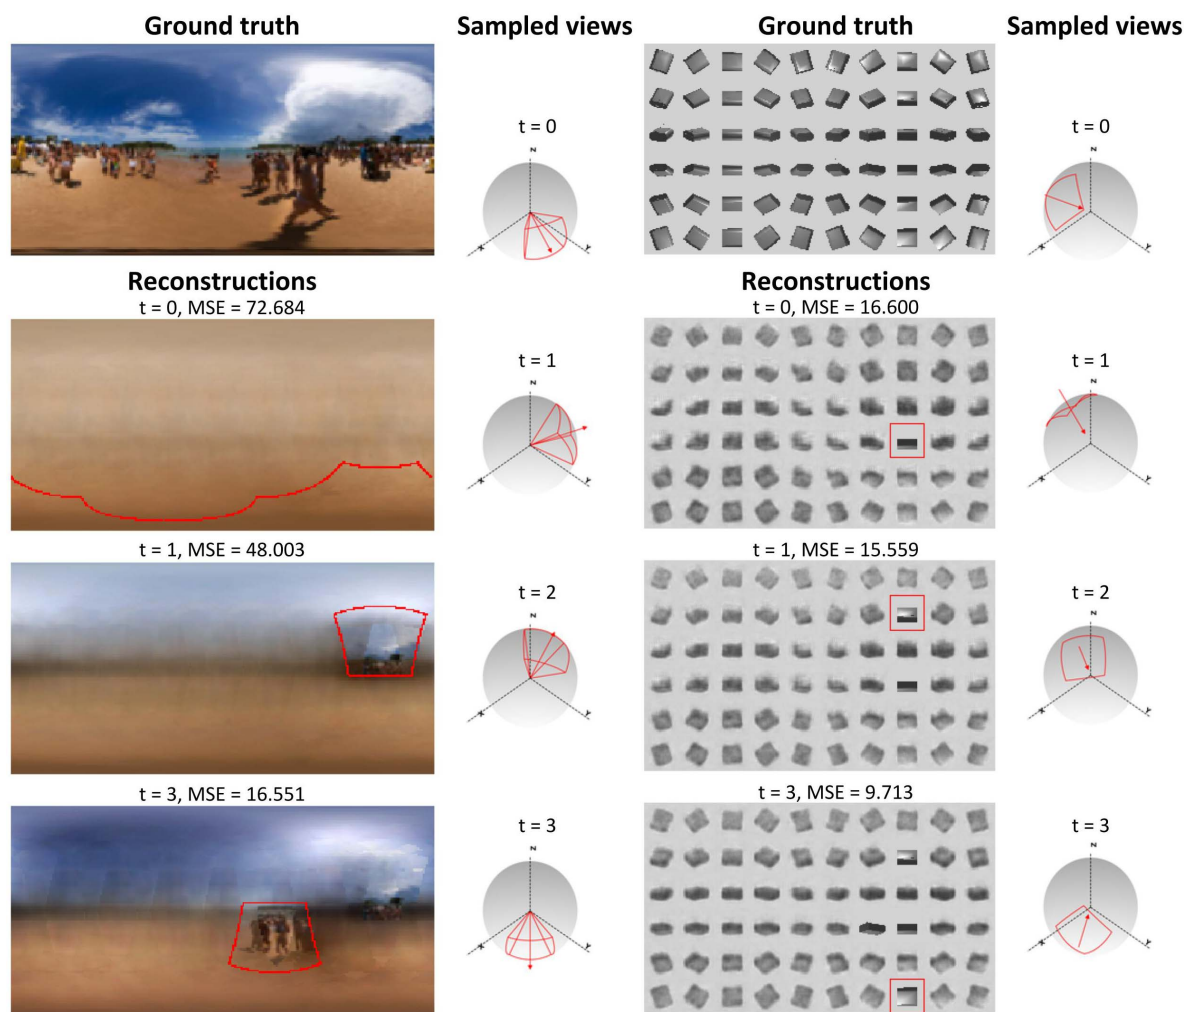 Ground truth
Sampled views
Ground truth
Sampled views
t = 0
N
X
Y
t = 0
N
X
Y
Reconstructions
t = 0, MSE = 72.684
Reconstructions
t = 0, MSE = 16.600
t = 1
N
X
Y
t = 1
N
X
Y
t = 1, MSE = 48.003
t = 1, MSE = 15.559
t = 2
N
X
Y
t = 2
N
X
Y
t = 3, MSE = 16.551
t = 3, MSE = 9.713
t = 3
N
X
Y
t = 3
N
X
Y